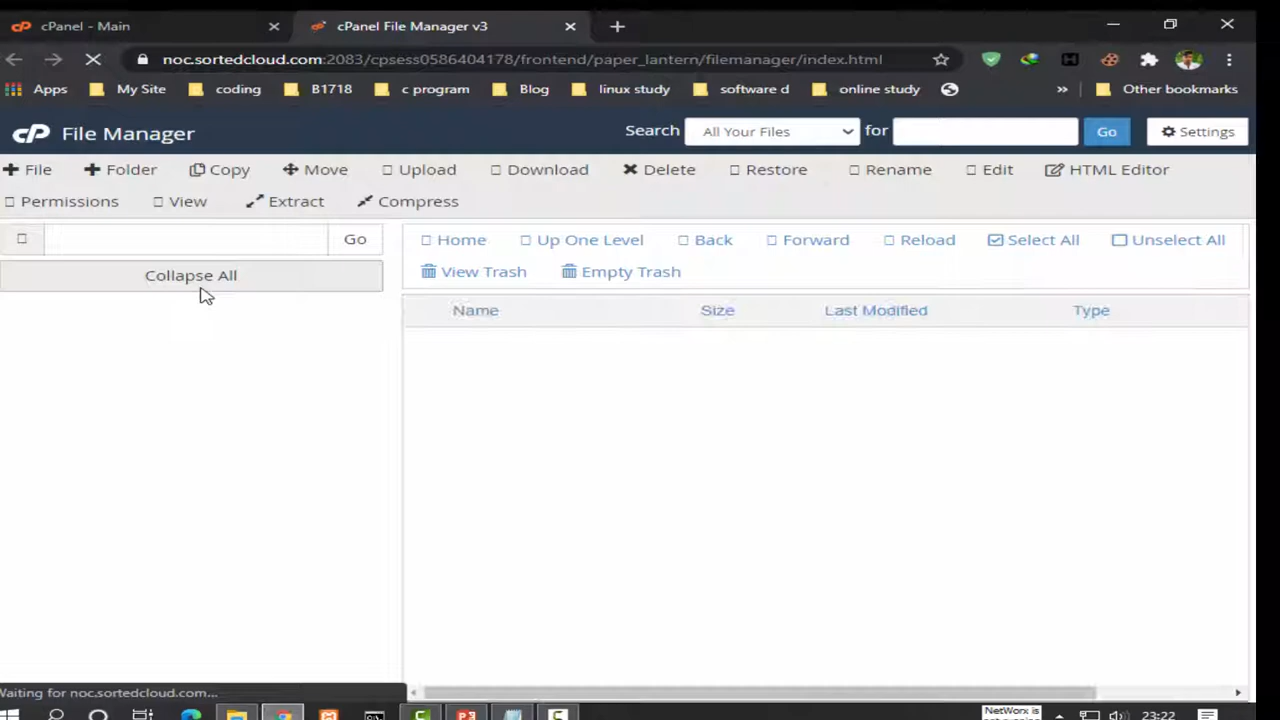 cPanel - Main
cPanel File Manager v3
noc.sortedcloud.com:2083/cpsess0586404178/frontend/paper_lantern/filemanager/index.html
Apps My Site coding B1718 c program Blog linux study software d online study » Other bookmarks
cP File Manager Search All Your Files for Go Settings
File Folder Copy Move Upload Download Delete Restore Rename Edit HTML Editor
Permissions View Extract Compress
Go Home Up One Level Back Forward Reload Select All Unselect All
Collapse All View Trash Empty Trash
Name Size Last Modified Type
Waiting for noc.sortedcloud.com...
NetWorx is
23:22